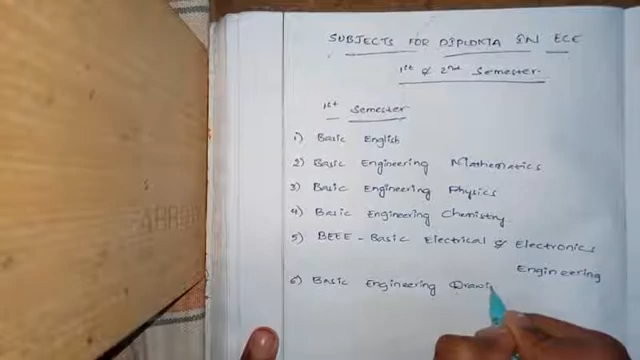 SUBJECTS FOR DIPLOMA IN ECE
1st & 2nd Semester
1st Semester
1) Basic English
2) Basic Engineering Mathematics
3) Basic Engineering Physics
4) Basic Engineering Chemistry
5) BEEE - Basic Electrical & Electronics
Engineering
6) Basic Engineering Drawi